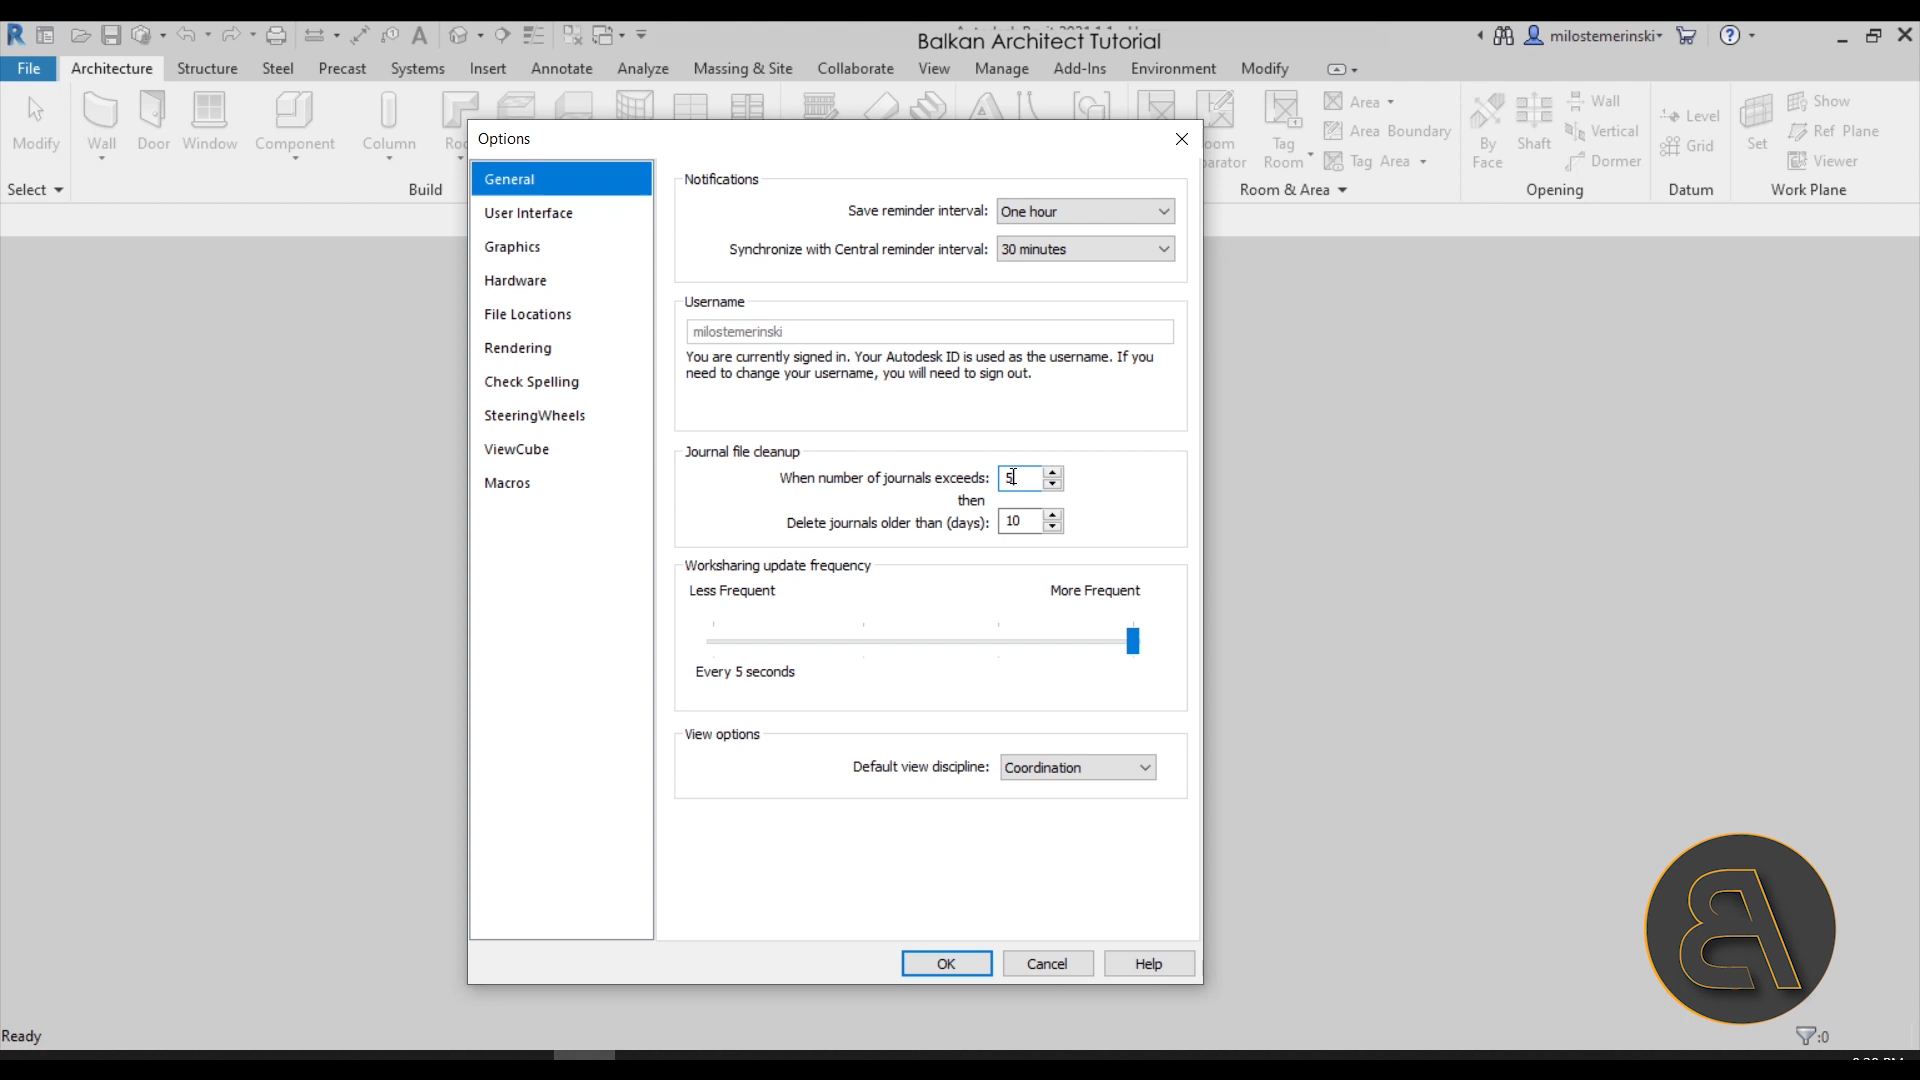 Balkan Architect Tutorial
milostemerinski
File Architecture Structure Steel Precast Systems Insert Annotate Analyze Massing & Site Collaborate View Manage Add-Ins Environment Modify
Modify Wall Door Window Component Column
Tag Room
Area
Area Boundary
Tag Area
By Face Shaft
Wall
Vertical
Dormer
Level
Grid
Set
Show
Ref Plane
Viewer
Select Build Room & Area Opening Datum Work Plane
Options
General
User Interface
Graphics
Hardware
File Locations
Rendering
Check Spelling
SteeringWheels
ViewCube
Macros
Notifications
Save reminder interval: One hour
Synchronize with Central reminder interval: 30 minutes
Username
milostemerinski
You are currently signed in. Your Autodesk ID is used as the username. If you
need to change your username, you will need to sign out.
Journal file cleanup
When number of journals exceeds: 5
then
Delete journals older than (days): 10
Worksharing update frequency
Less Frequent More Frequent
Every 5 seconds
View options
Default view discipline: Coordination
OK Cancel Help
Ready
:0